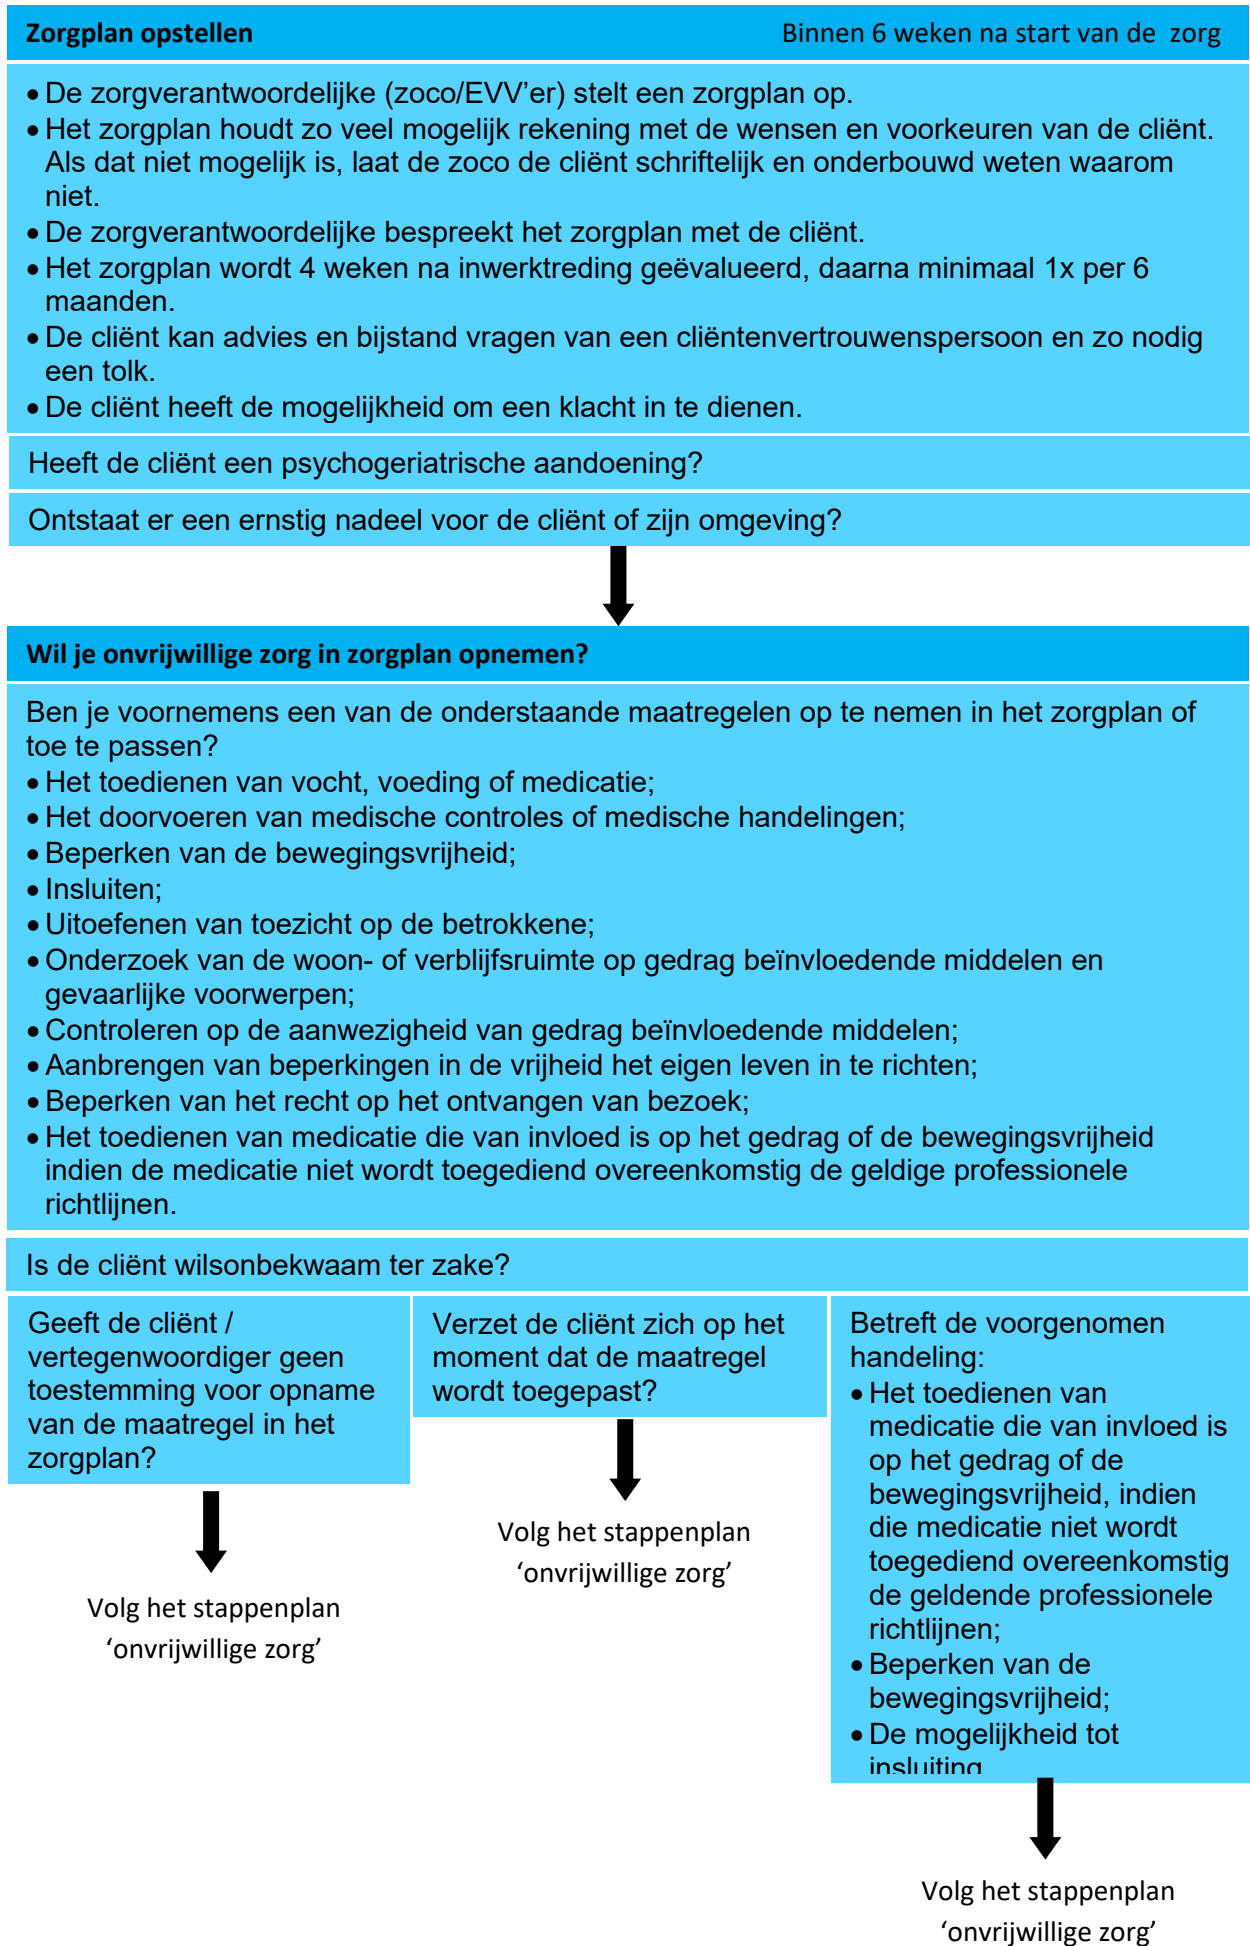 Zorgplan opstellen Binnen 6 weken na start van de zorg
• De zorgverantwoordelijke (zoco/EVV’er) stelt een zorgplan op.
• Het zorgplan houdt zo veel mogelijk rekening met de wensen en voorkeuren van de cliënt.
Als dat niet mogelijk is, laat de zoco de cliënt schriftelijk en onderbouwd weten waarom
niet.
• De zorgverantwoordelijke bespreekt het zorgplan met de cliënt.
• Het zorgplan wordt 4 weken na inwerktreding geëvalueerd, daarna minimaal 1x per 6
maanden.
• De cliënt kan advies en bijstand vragen van een cliëntenvertrouwenspersoon en zo nodig
een tolk.
• De cliënt heeft de mogelijkheid om een klacht in te dienen.
Heeft de cliënt een psychogeriatrische aandoening?
Ontstaat er een ernstig nadeel voor de cliënt of zijn omgeving?
Wil je onvrijwillige zorg in zorgplan opnemen?
Ben je voornemens een van de onderstaande maatregelen op te nemen in het zorgplan of
toe te passen?
• Het toedienen van vocht, voeding of medicatie;
• Het doorvoeren van medische controles of medische handelingen;
• Beperken van de bewegingsvrijheid;
• Insluiten;
• Uitoefenen van toezicht op de betrokkene;
• Onderzoek van de woon- of verblijfsruimte op gedrag beïnvloedende middelen en
gevaarlijke voorwerpen;
• Controleren op de aanwezigheid van gedrag beïnvloedende middelen;
• Aanbrengen van beperkingen in de vrijheid het eigen leven in te richten;
• Beperken van het recht op het ontvangen van bezoek;
• Het toedienen van medicatie die van invloed is op het gedrag of de bewegingsvrijheid
indien de medicatie niet wordt toegediend overeenkomstig de geldige professionele
richtlijnen.
Is de cliënt wilsonbekwaam ter zake?
Geeft de cliënt /
vertegenwoordiger geen
toestemming voor opname
van de maatregel in het
zorgplan?
Volg het stappenplan
‘onvrijwillige zorg’
Verzet de cliënt zich op het
moment dat de maatregel
wordt toegepast?
Volg het stappenplan
‘onvrijwillige zorg’
Betreft de voorgenomen
handeling:
• Het toedienen van
medicatie die van invloed is
op het gedrag of de
bewegingsvrijheid, indien
die medicatie niet wordt
toegediend overeenkomstig
de geldende professionele
richtlijnen;
• Beperken van de
bewegingsvrijheid;
• De mogelijkheid tot
insluiting
Volg het stappenplan
‘onvrijwillige zorg’